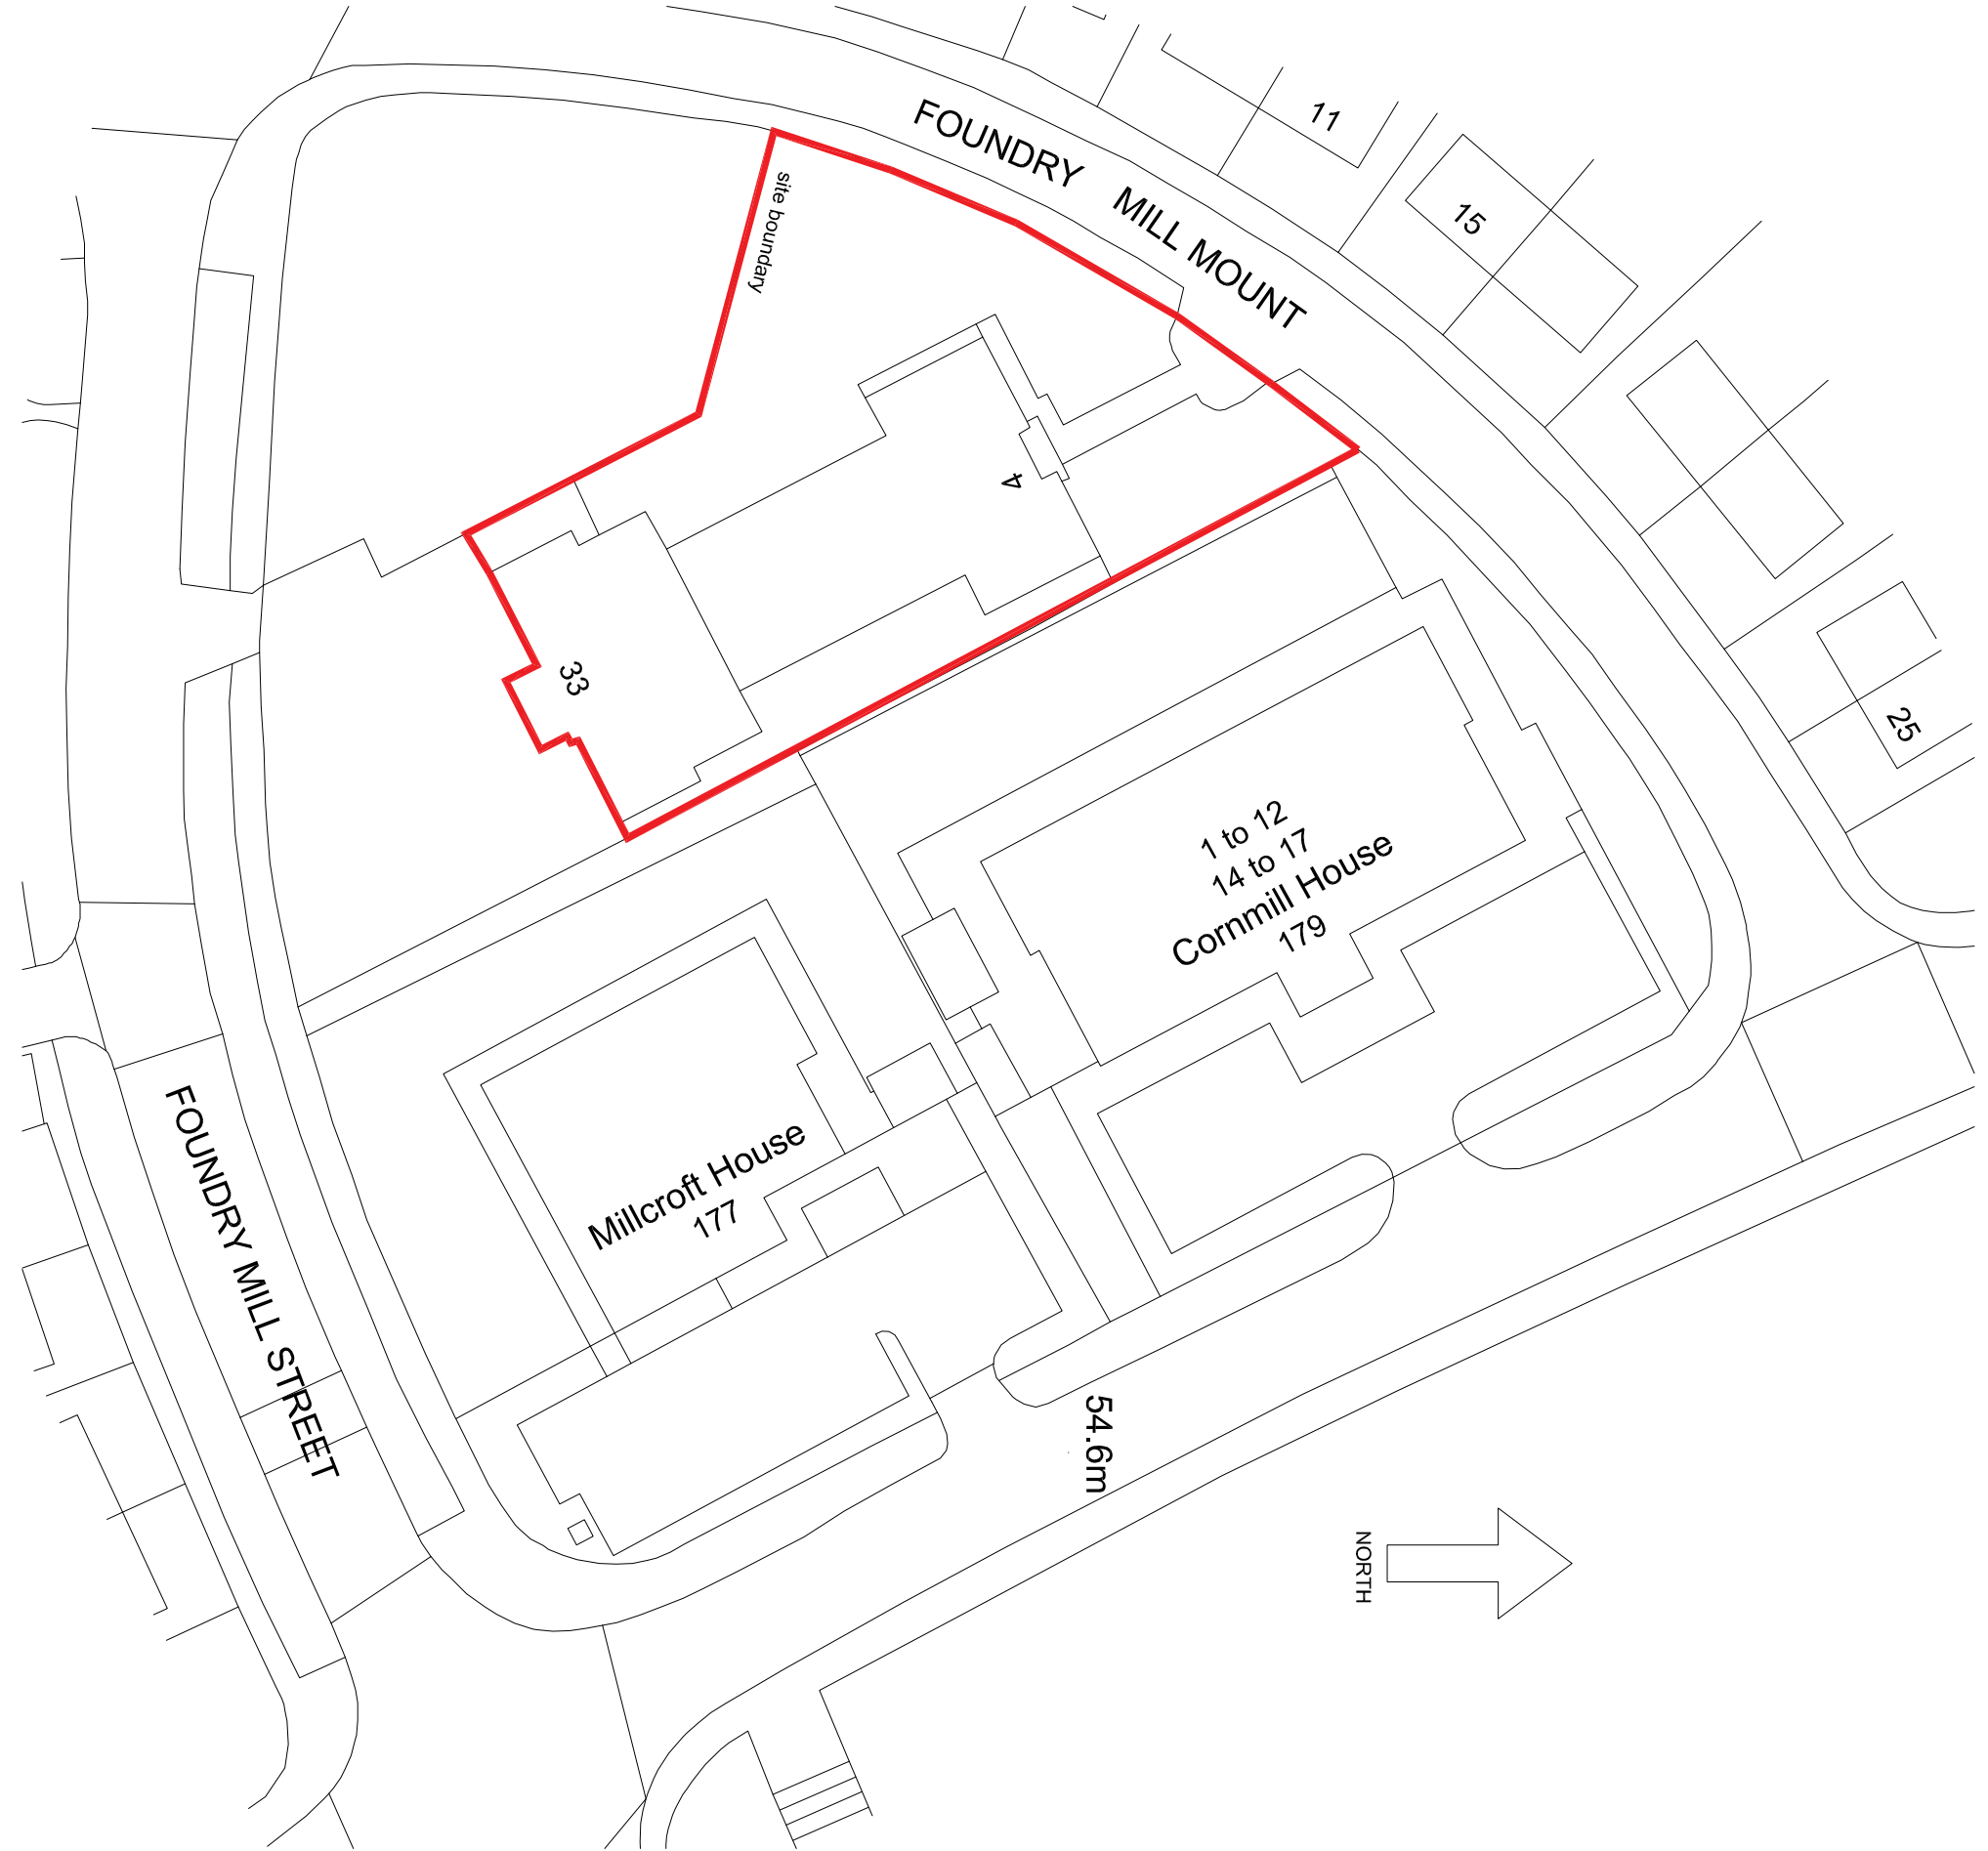 FOUNDRY MILL MOUNT
11
15
site boundary
4
33
25
1 to 12
14 to 17
Cornmill House
179
Millcroft House
177
FOUNDRY MILL STREET
54.6m
NORTH